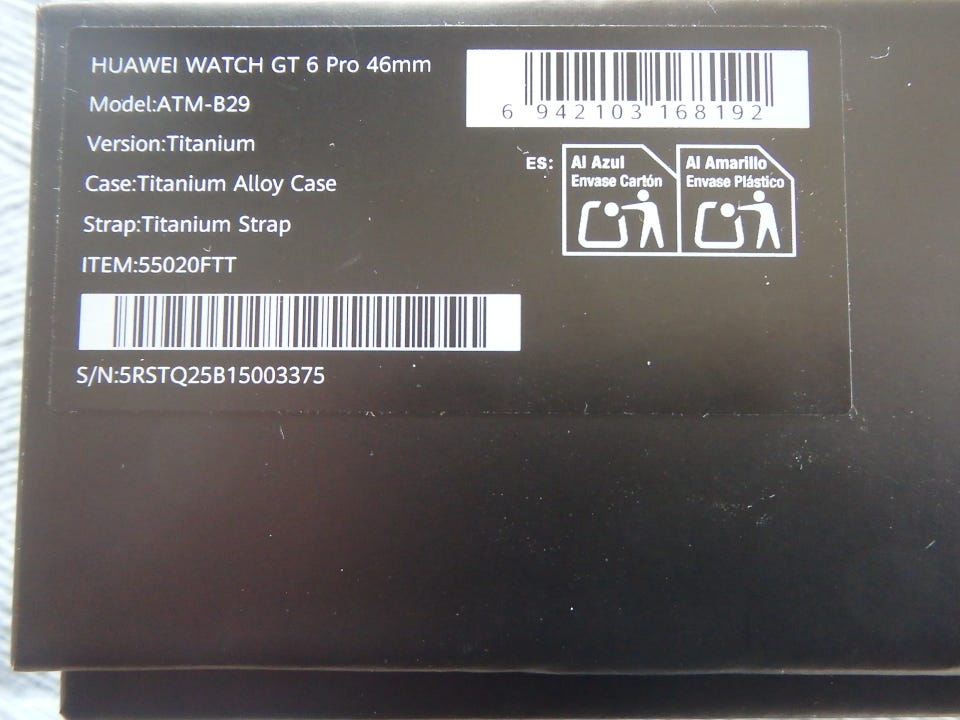 HUAWEI WATCH GT 6 Pro 46mm
Model:ATM-B29
Version:Titanium
Case:Titanium Alloy Case
Strap:Titanium Strap
ITEM:55020FTT
S/N:5RSTQ25B15003375
6 942103 168192
ES:
Al Azul
Envase Cartón
Al Amarillo
Envase Plástico